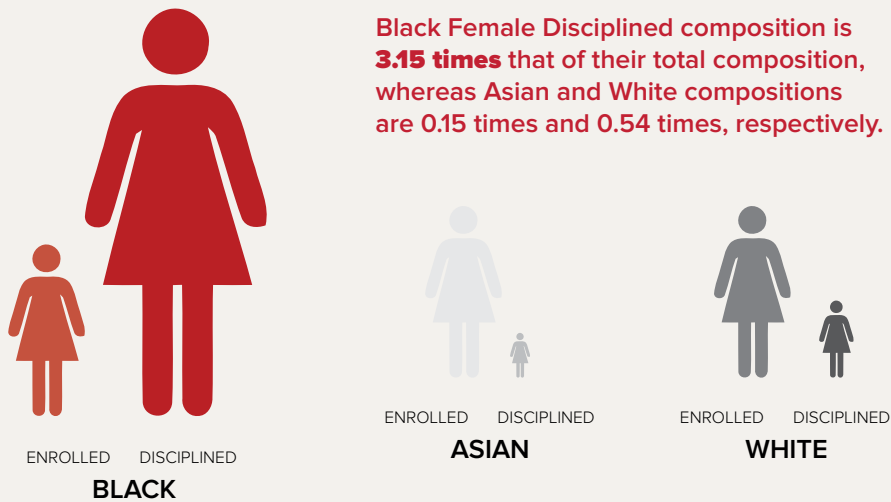 Black Female Disciplined composition is
3.15 times that of their total composition,
whereas Asian and White compositions
are 0.15 times and 0.54 times, respectively.
ENROLLED DISCIPLINED
BLACK
ENROLLED DISCIPLINED
ASIAN
ENROLLED DISCIPLINED
WHITE